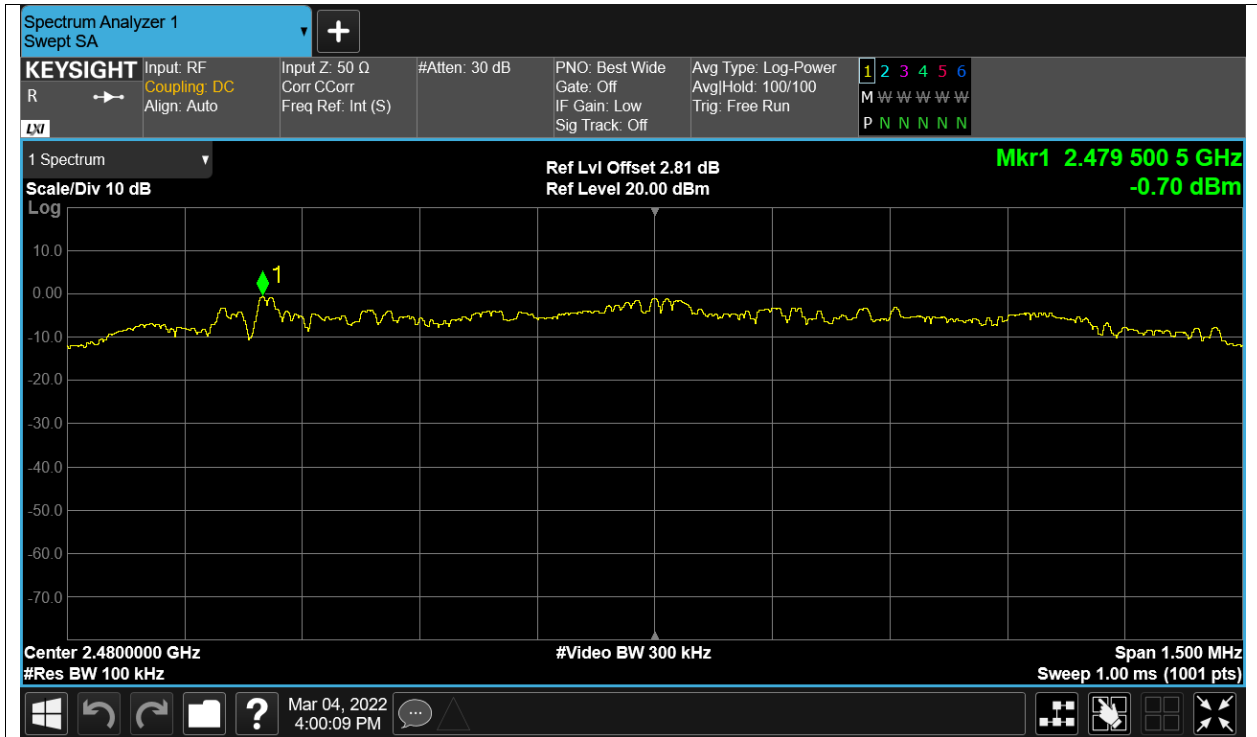 Spectrum Analyzer 1
Swept SA
KEYSIGHT
R
LXI
Input: RF
Coupling: DC
Align: Auto
Input Z: 50 Ω
Corr CCorr
Freq Ref: Int (S)
#Atten: 30 dB
PNO: Best Wide
Gate: Off
IF Gain: Low
Sig Track: Off
Avg Type: Log-Power
Avg|Hold: 100/100
Trig: Free Run
1 2 3 4 5 6
M W W W W W
P N N N N N
1 Spectrum
Scale/Div 10 dB
Log
Ref Lvl Offset 2.81 dB
Ref Level 20.00 dBm
Mkr1 2.479 500 5 GHz
-0.70 dBm
10.0
0.00
-10.0
-20.0
-30.0
-40.0
-50.0
-60.0
-70.0
1
Center 2.4800000 GHz
#Res BW 100 kHz
#Video BW 300 kHz
Span 1.500 MHz
Sweep 1.00 ms (1001 pts)
?
Mar 04, 2022
4:00:09 PM